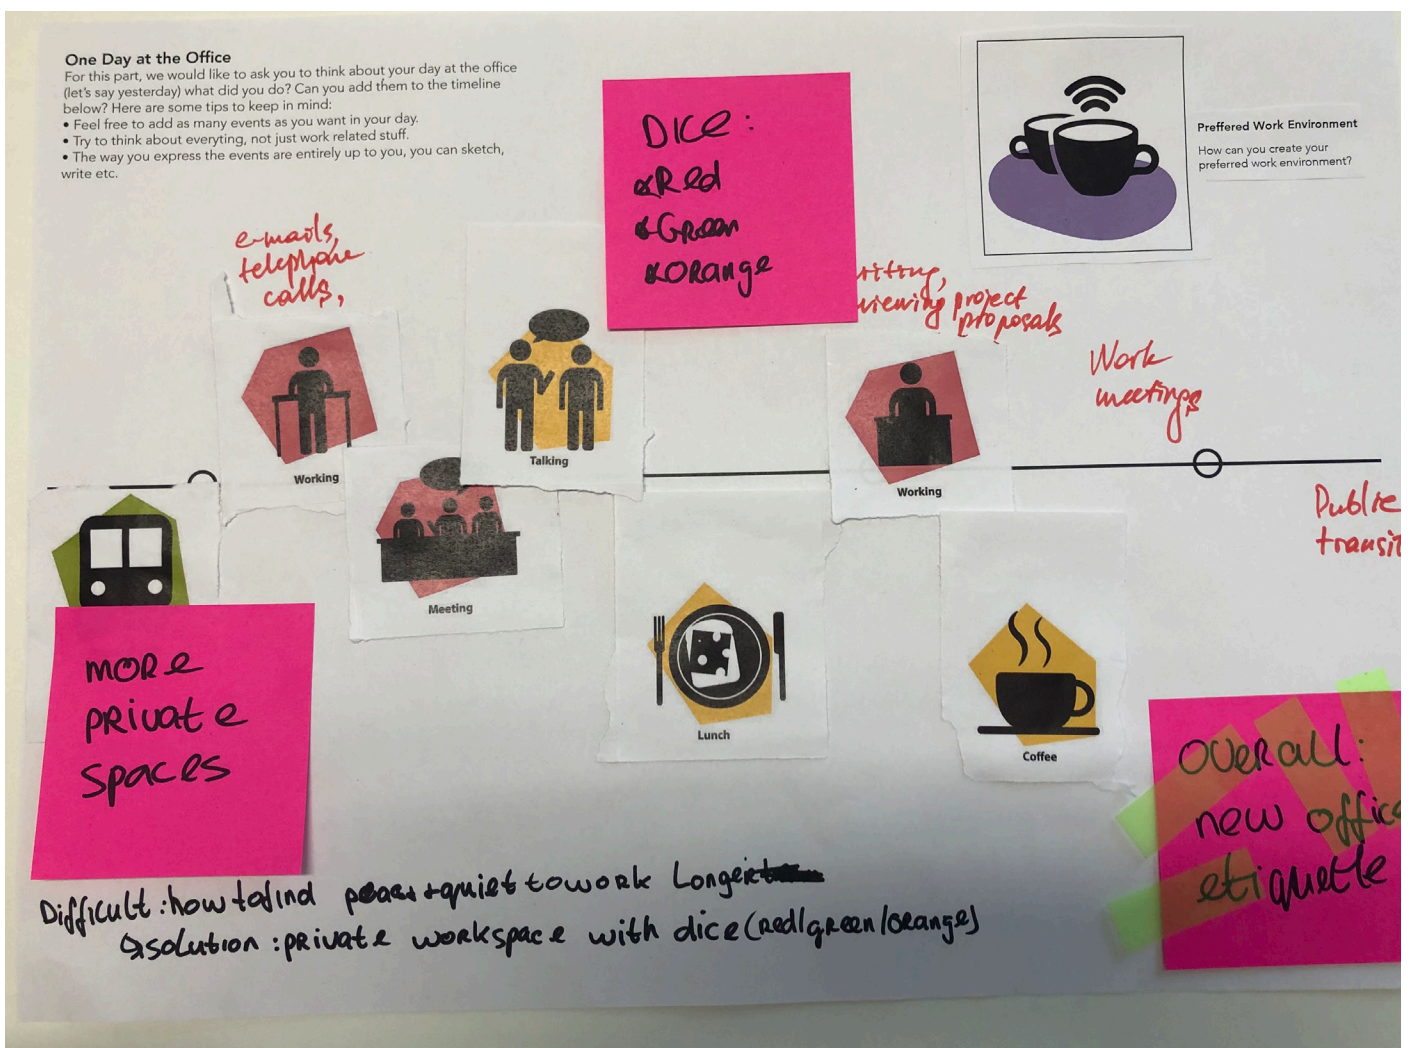 One Day at the Office
For this part, we would like to ask you to think about your day at the office
(let's say yesterday) what did you do? Can you add them to the timeline
below? Here are some tips to keep in mind:
• Feel free to add as many events as you want in your day.
• Try to think about everyting, not just work related stuff.
• The way you express the events are entirely up to you, you can sketch,
write etc.
DICE:
Red
Green
Orange
Preffered Work Environment
How can you create your
preferred work environment?
e-mails,
telephone
calls,
project
proposals
Work
meetings
Working
Talking
Working
Meeting
Public
transit
Lunch
Coffee
MORE
PRIVATE
SPACES
OVERALL:
new office
etiquette
Difficult: how to find peace + quiet to work Longer
solution: private workspace with dice (red/green/orange)